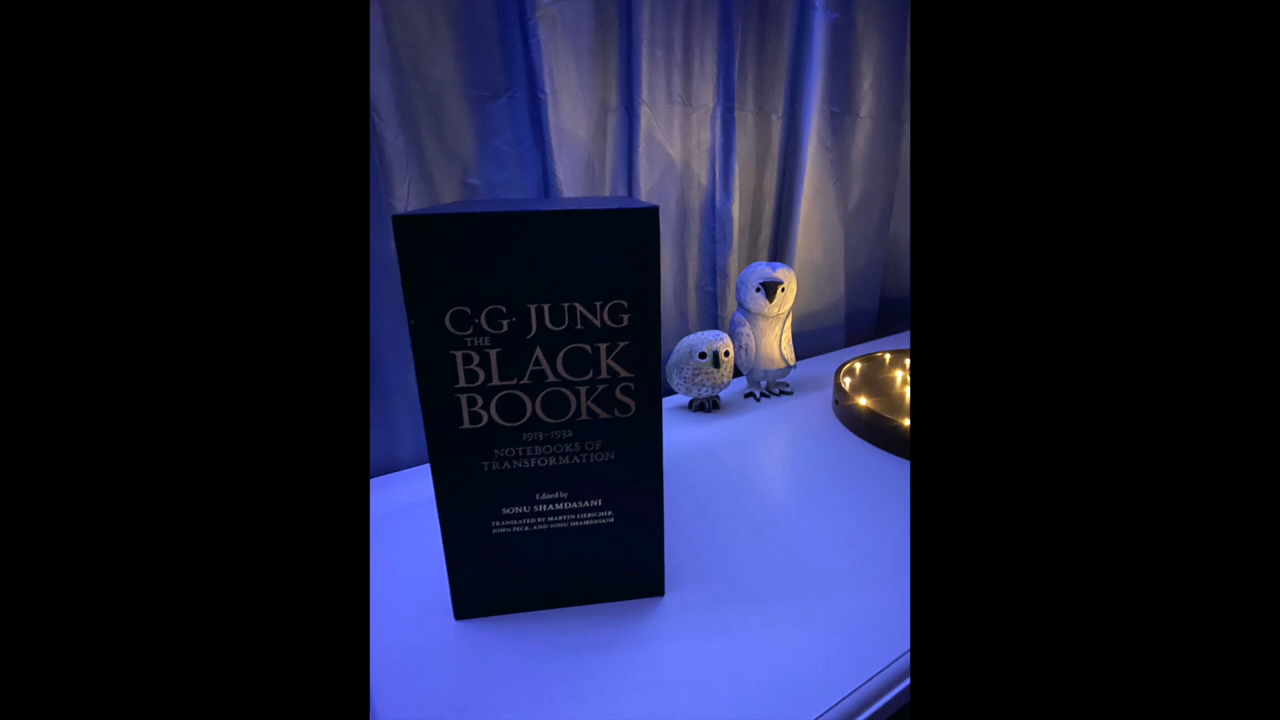 C·G· JUNG
THE
BLACK
BOOKS
1913–1932
NOTEBOOKS OF
TRANSFORMATION
Edited by
SONU SHAMDASANI
TRANSLATED BY MARTIN LIEBSCHER,
JOHN PECK, AND SONU SHAMDASANI